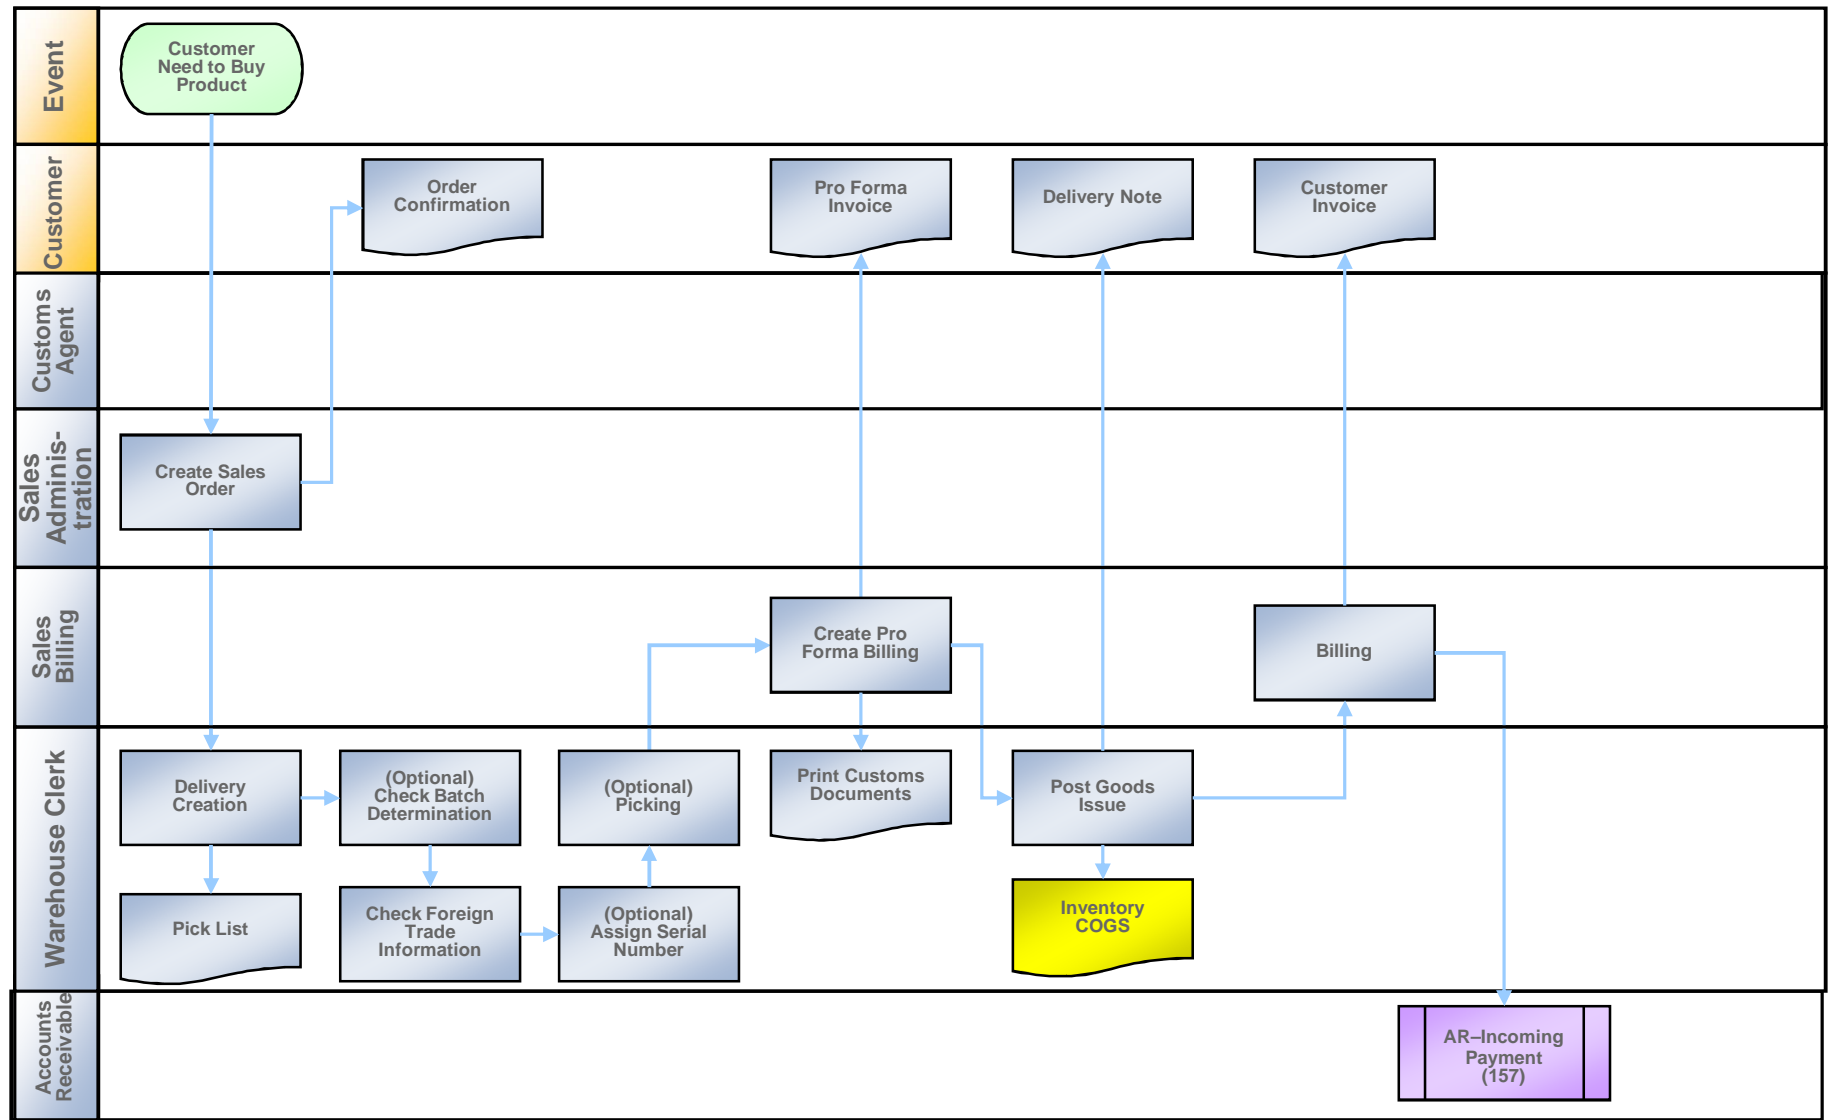 Event
Customer
Need to Buy
Product
Customer
Order
Confirmation
Pro Forma
Invoice
Delivery Note
Customer
Invoice
Customs
Agent
Sales
Adminis-
tration
Create Sales
Order
Sales
Billing
Create Pro
Forma Billing
Billing
Warehouse Clerk
Delivery
Creation
(Optional)
Check Batch
Determination
(Optional)
Picking
Print Customs
Documents
Post Goods
Issue
Pick List
Check Foreign
Trade
Information
(Optional)
Assign Serial
Number
Inventory
COGS
Accounts
Receivable
AR–Incoming
Payment
(157)